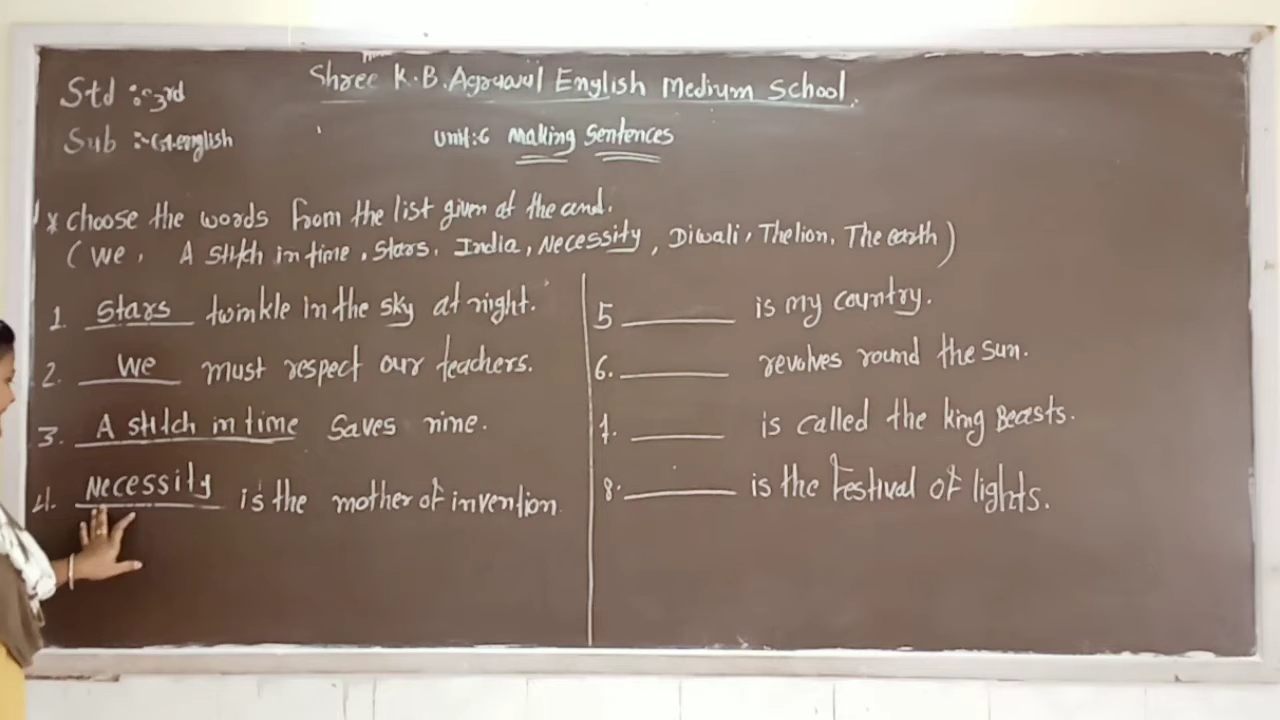 Shree K.B. Agrawal English Medium School.
Std :- 3rd
Sub :- G.english
Unit:6 Making Sentences
* choose the words from the list given at the end.
(We, A stitch in time, Stars, India, Necessity, Diwali, The lion, The earth)
1. Stars twinkle in the sky at night.
2. We must respect our teachers.
3. A stitch in time Saves nine.
4. Necessity is the mother of invention.
5 ______ is my country.
6. ______ revolves round the sun.
7. ______ is called the king Beasts.
8. ______ is the Festival of lights.